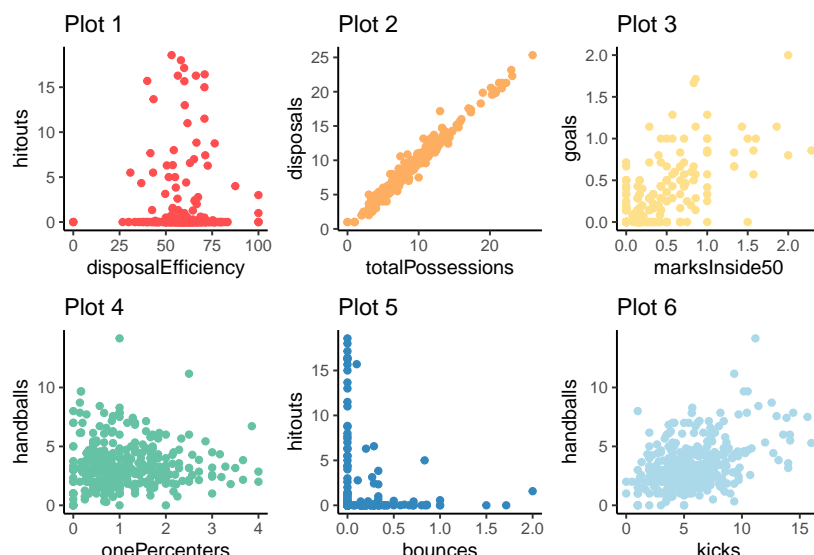 Plot 1
hitouts
15
10
5
0
0
25
50
75
100
disposalEfficiency
Plot 2
disposals
25
20
15
10
5
0
0
10
20
totalPossessions
Plot 3
goals
2.0
1.5
1.0
0.5
0.0
0.0
0.5
1.0
1.5
2.0
marksInside50
Plot 4
handballs
10
5
0
0
1
2
3
4
onePercenters
Plot 5
hitouts
15
10
5
0
0.0
0.5
1.0
1.5
2.0
bounces
Plot 6
handballs
10
5
0
0
5
10
15
kicks